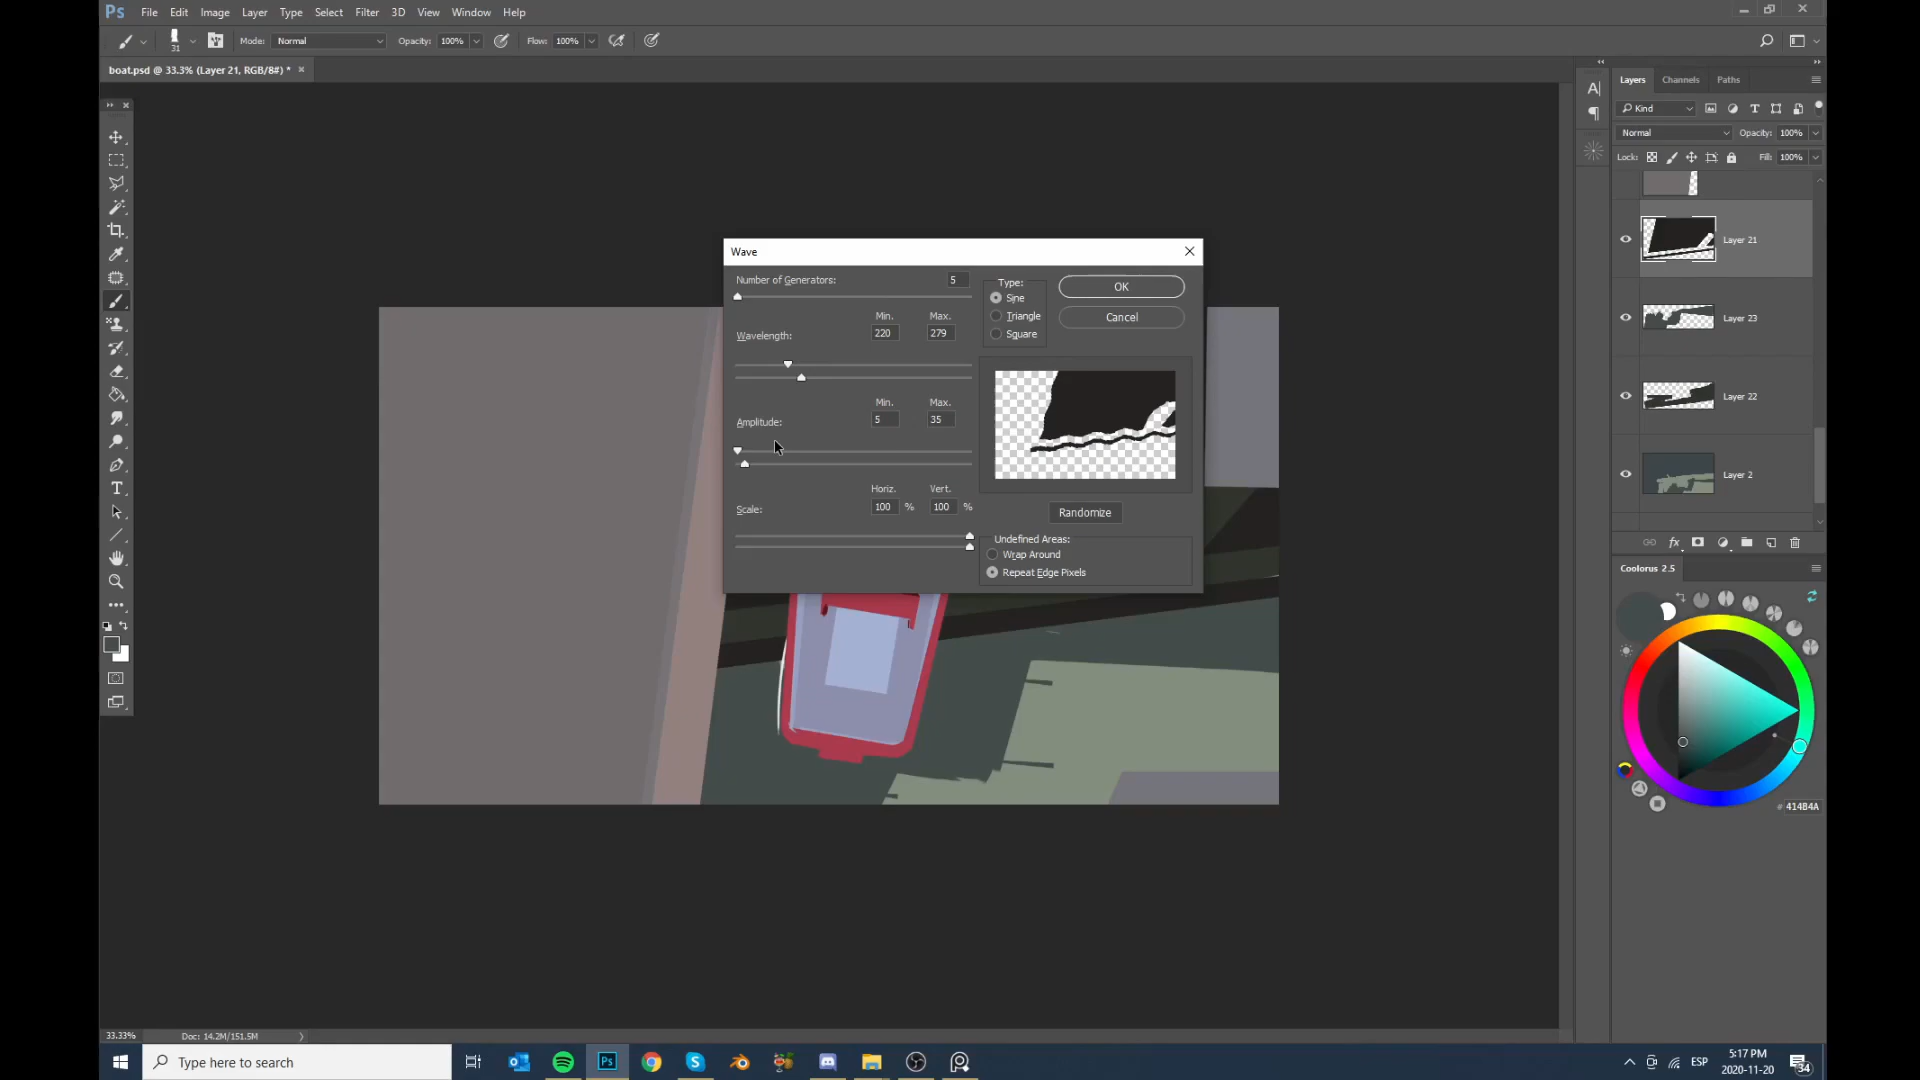 Ps File Edit Image Layer Type Select Filter 3D View Window Help
31 Mode: Normal Opacity: 100% Flow: 100%
boat.psd @ 33.3% (Layer 21, RGB/8#) * ×
Layers Channels Paths
Kind
Normal Opacity: 100%
Lock: Fill: 100%
Layer 21
Layer 23
Layer 22
Layer 2
fx
Coolorus 2.5
# 414B4A
Wave
Number of Generators: 5
Min. Max.
Wavelength: 220 279
Min. Max.
Amplitude: 5 35
Horiz. Vert.
Scale: 100 % 100 %
Type:
Sine
Triangle
Square
OK
Cancel
Randomize
Undefined Areas:
Wrap Around
Repeat Edge Pixels
33.33% Doc: 14.2M/151.5M
Type here to search
ESP
5:17 PM
2020-11-20
34